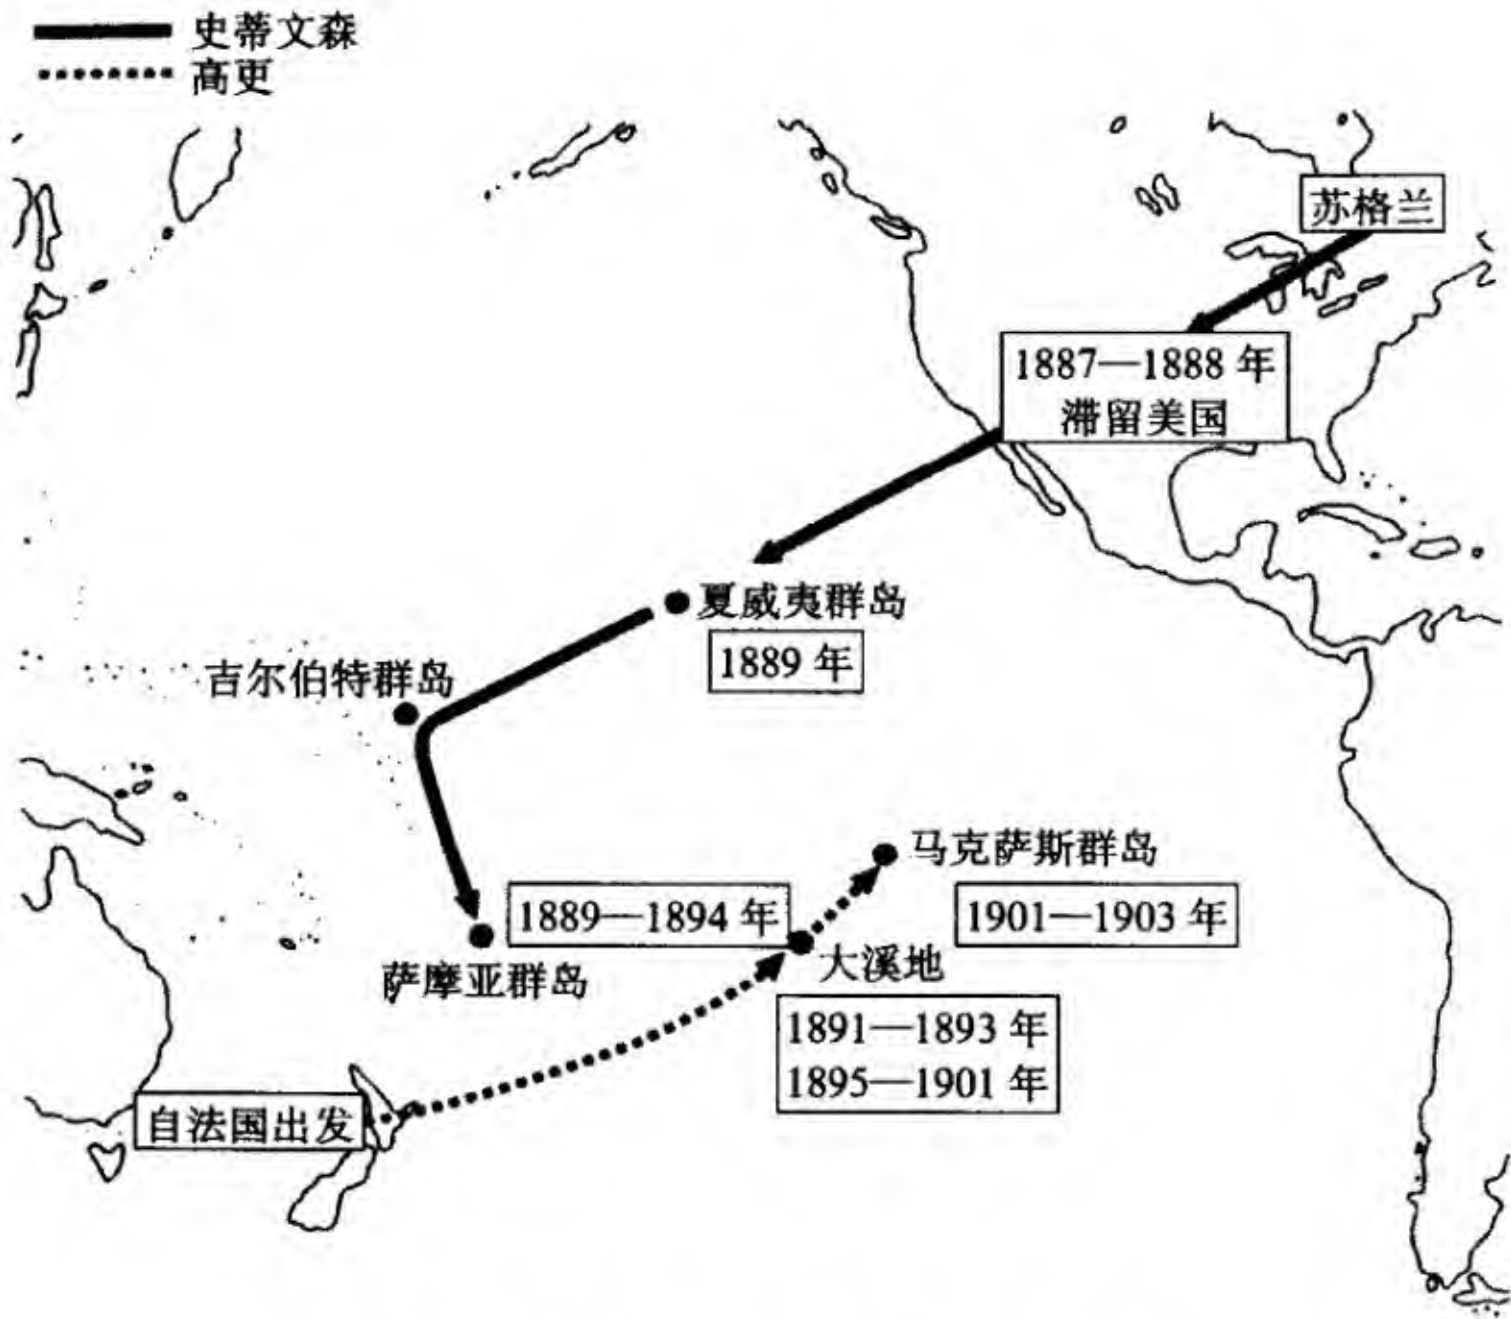 史蒂文森
高更
苏格兰
1887—1888 年
滞留美国
夏威夷群岛
1889 年
吉尔伯特群岛
马克萨斯群岛
1889—1894 年
1901—1903 年
大溪地
萨摩亚群岛
1891—1893 年
1895—1901 年
自法国出发